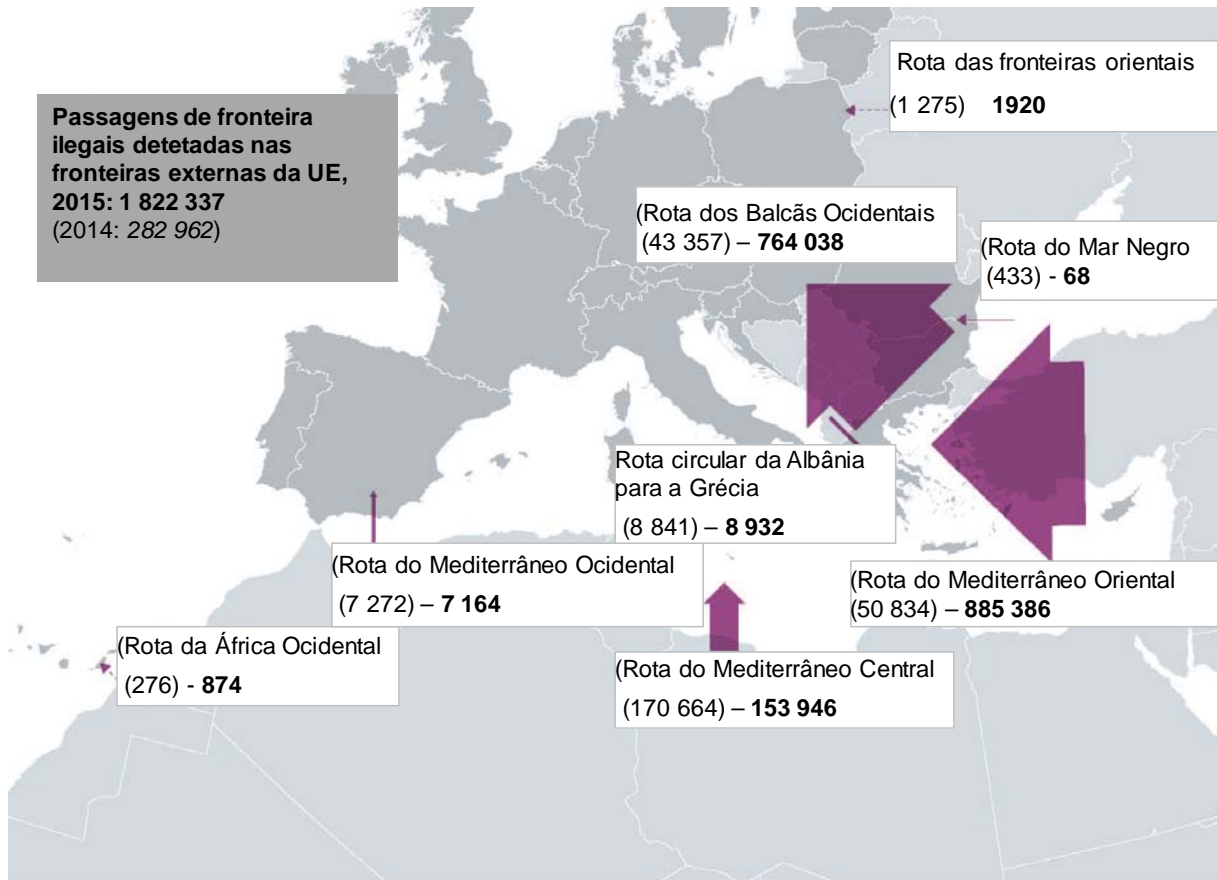 Passagens de fronteira
ilegais detetadas nas
fronteiras externas da UE,
2015: 1 822 337
(2014: 282 962)
Rota das fronteiras orientais
(1 275) 1920
(Rota dos Balcãs Ocidentais
(43 357) – 764 038
(Rota do Mar Negro
(433) - 68
Rota circular da Albânia
para a Grécia
(8 841) – 8 932
(Rota do Mediterrâneo Ocidental
(7 272) – 7 164
(Rota do Mediterrâneo Oriental
(50 834) – 885 386
(Rota da África Ocidental
(276) - 874
(Rota do Mediterrâneo Central
(170 664) – 153 946